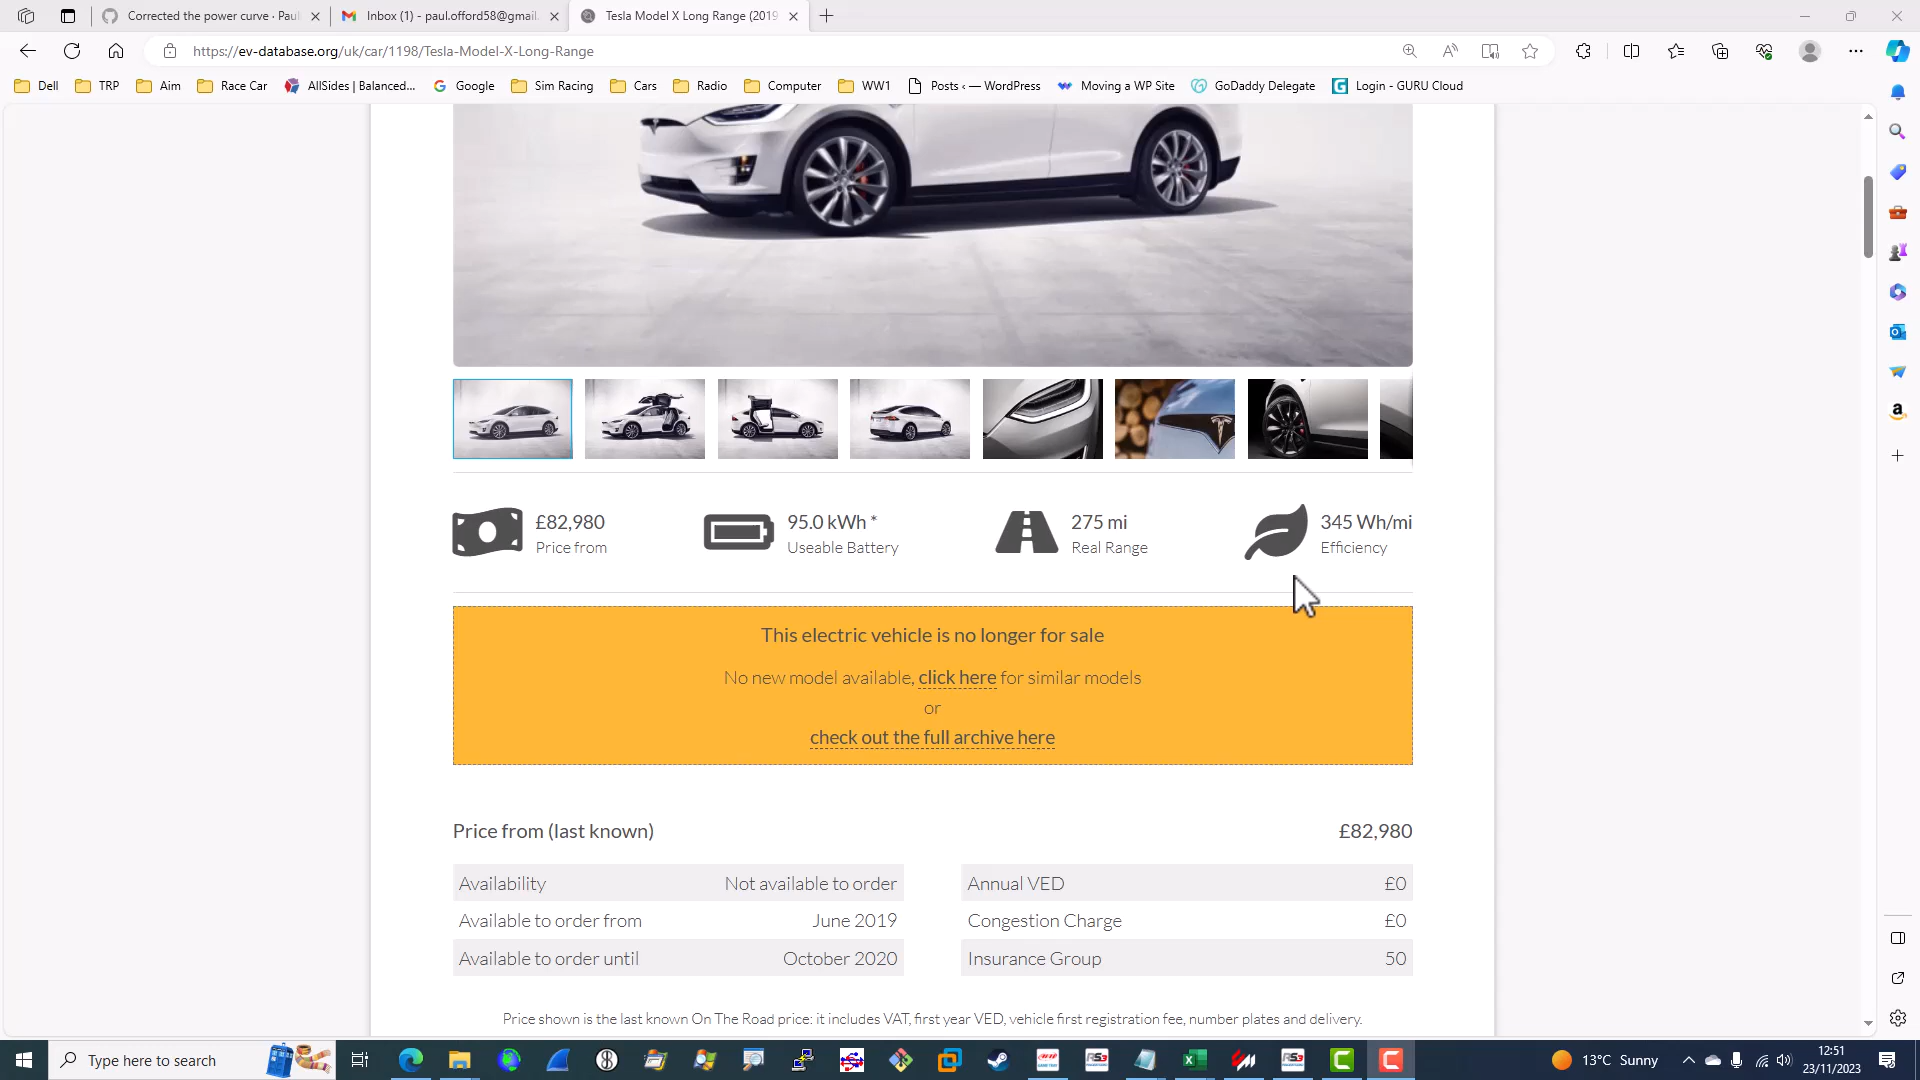 Corrected the power curve · Paul
Inbox (1) - paul.offord58@gmail.
Tesla Model X Long Range (2019
https://ev-database.org/uk/car/1198/Tesla-Model-X-Long-Range
Dell
TRP
Aim
Race Car
AllSides | Balanced...
Google
Sim Racing
Cars
Radio
Computer
WW1
Posts ‹ — WordPress
Moving a WP Site
GoDaddy Delegate
Login - GURU Cloud
£82,980
Price from
95.0 kWh *
Useable Battery
275 mi
Real Range
345 Wh/mi
Efficiency
This electric vehicle is no longer for sale
No new model available, click here for similar models
or
check out the full archive here
Price from (last known) £82,980
Availability Not available to order
Available to order from June 2019
Available to order until October 2020
Annual VED £0
Congestion Charge £0
Insurance Group 50
Price shown is the last known On The Road price: it includes VAT, first year VED, vehicle first registration fee, number plates and delivery.
Type here to search
13°C Sunny
12:51
23/11/2023